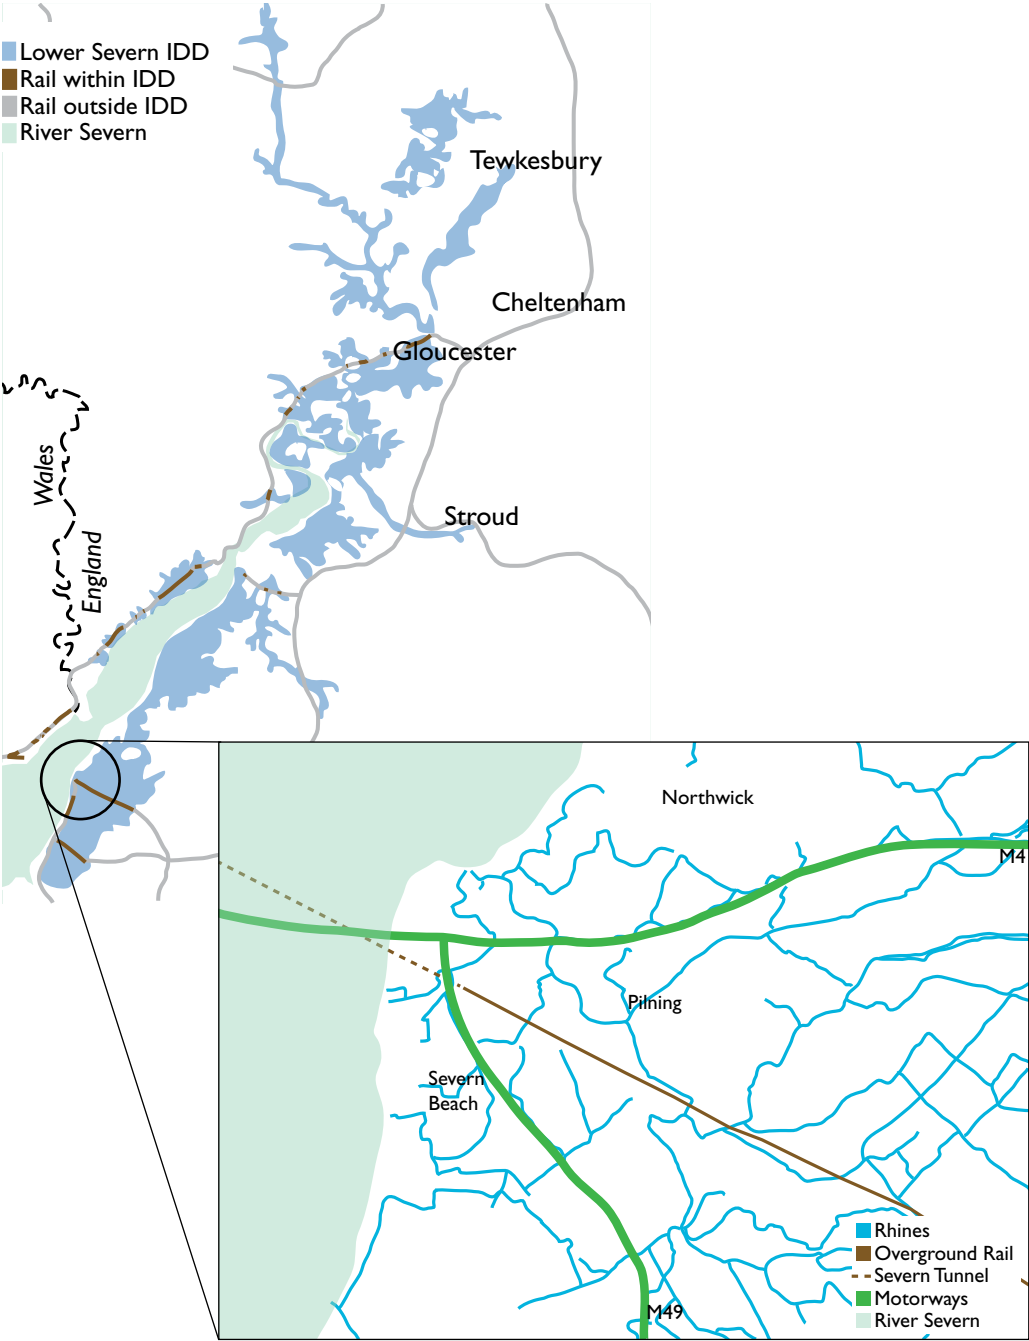 Lower Severn IDD
Rail within IDD
Rail outside IDD
River Severn
Tewkesbury
Cheltenham
Gloucester
Wales
England
Stroud
Northwick
M4
Pilning
Severn
Beach
M49
Rhines
Overground Rail
Severn Tunnel
Motorways
River Severn